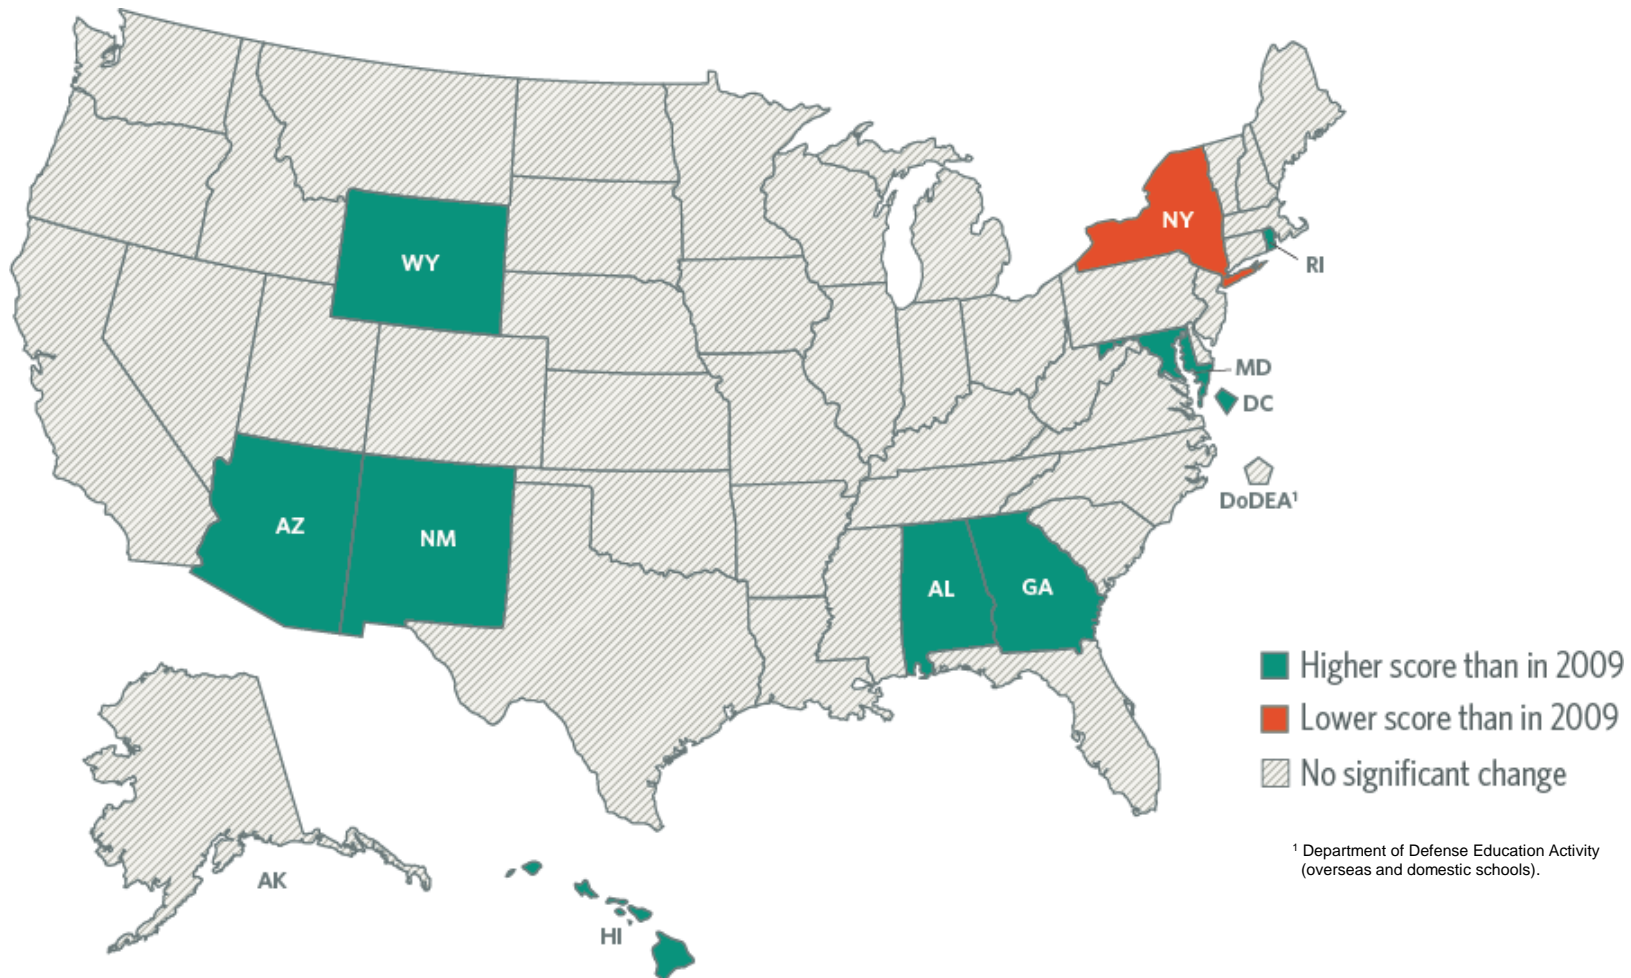 NY
WY
RI
MD
DC
DoDEA¹
AZ
NM
AL
GA
Higher score than in 2009
Lower score than in 2009
No significant change
¹ Department of Defense Education Activity
(overseas and domestic schools).
AK
HI